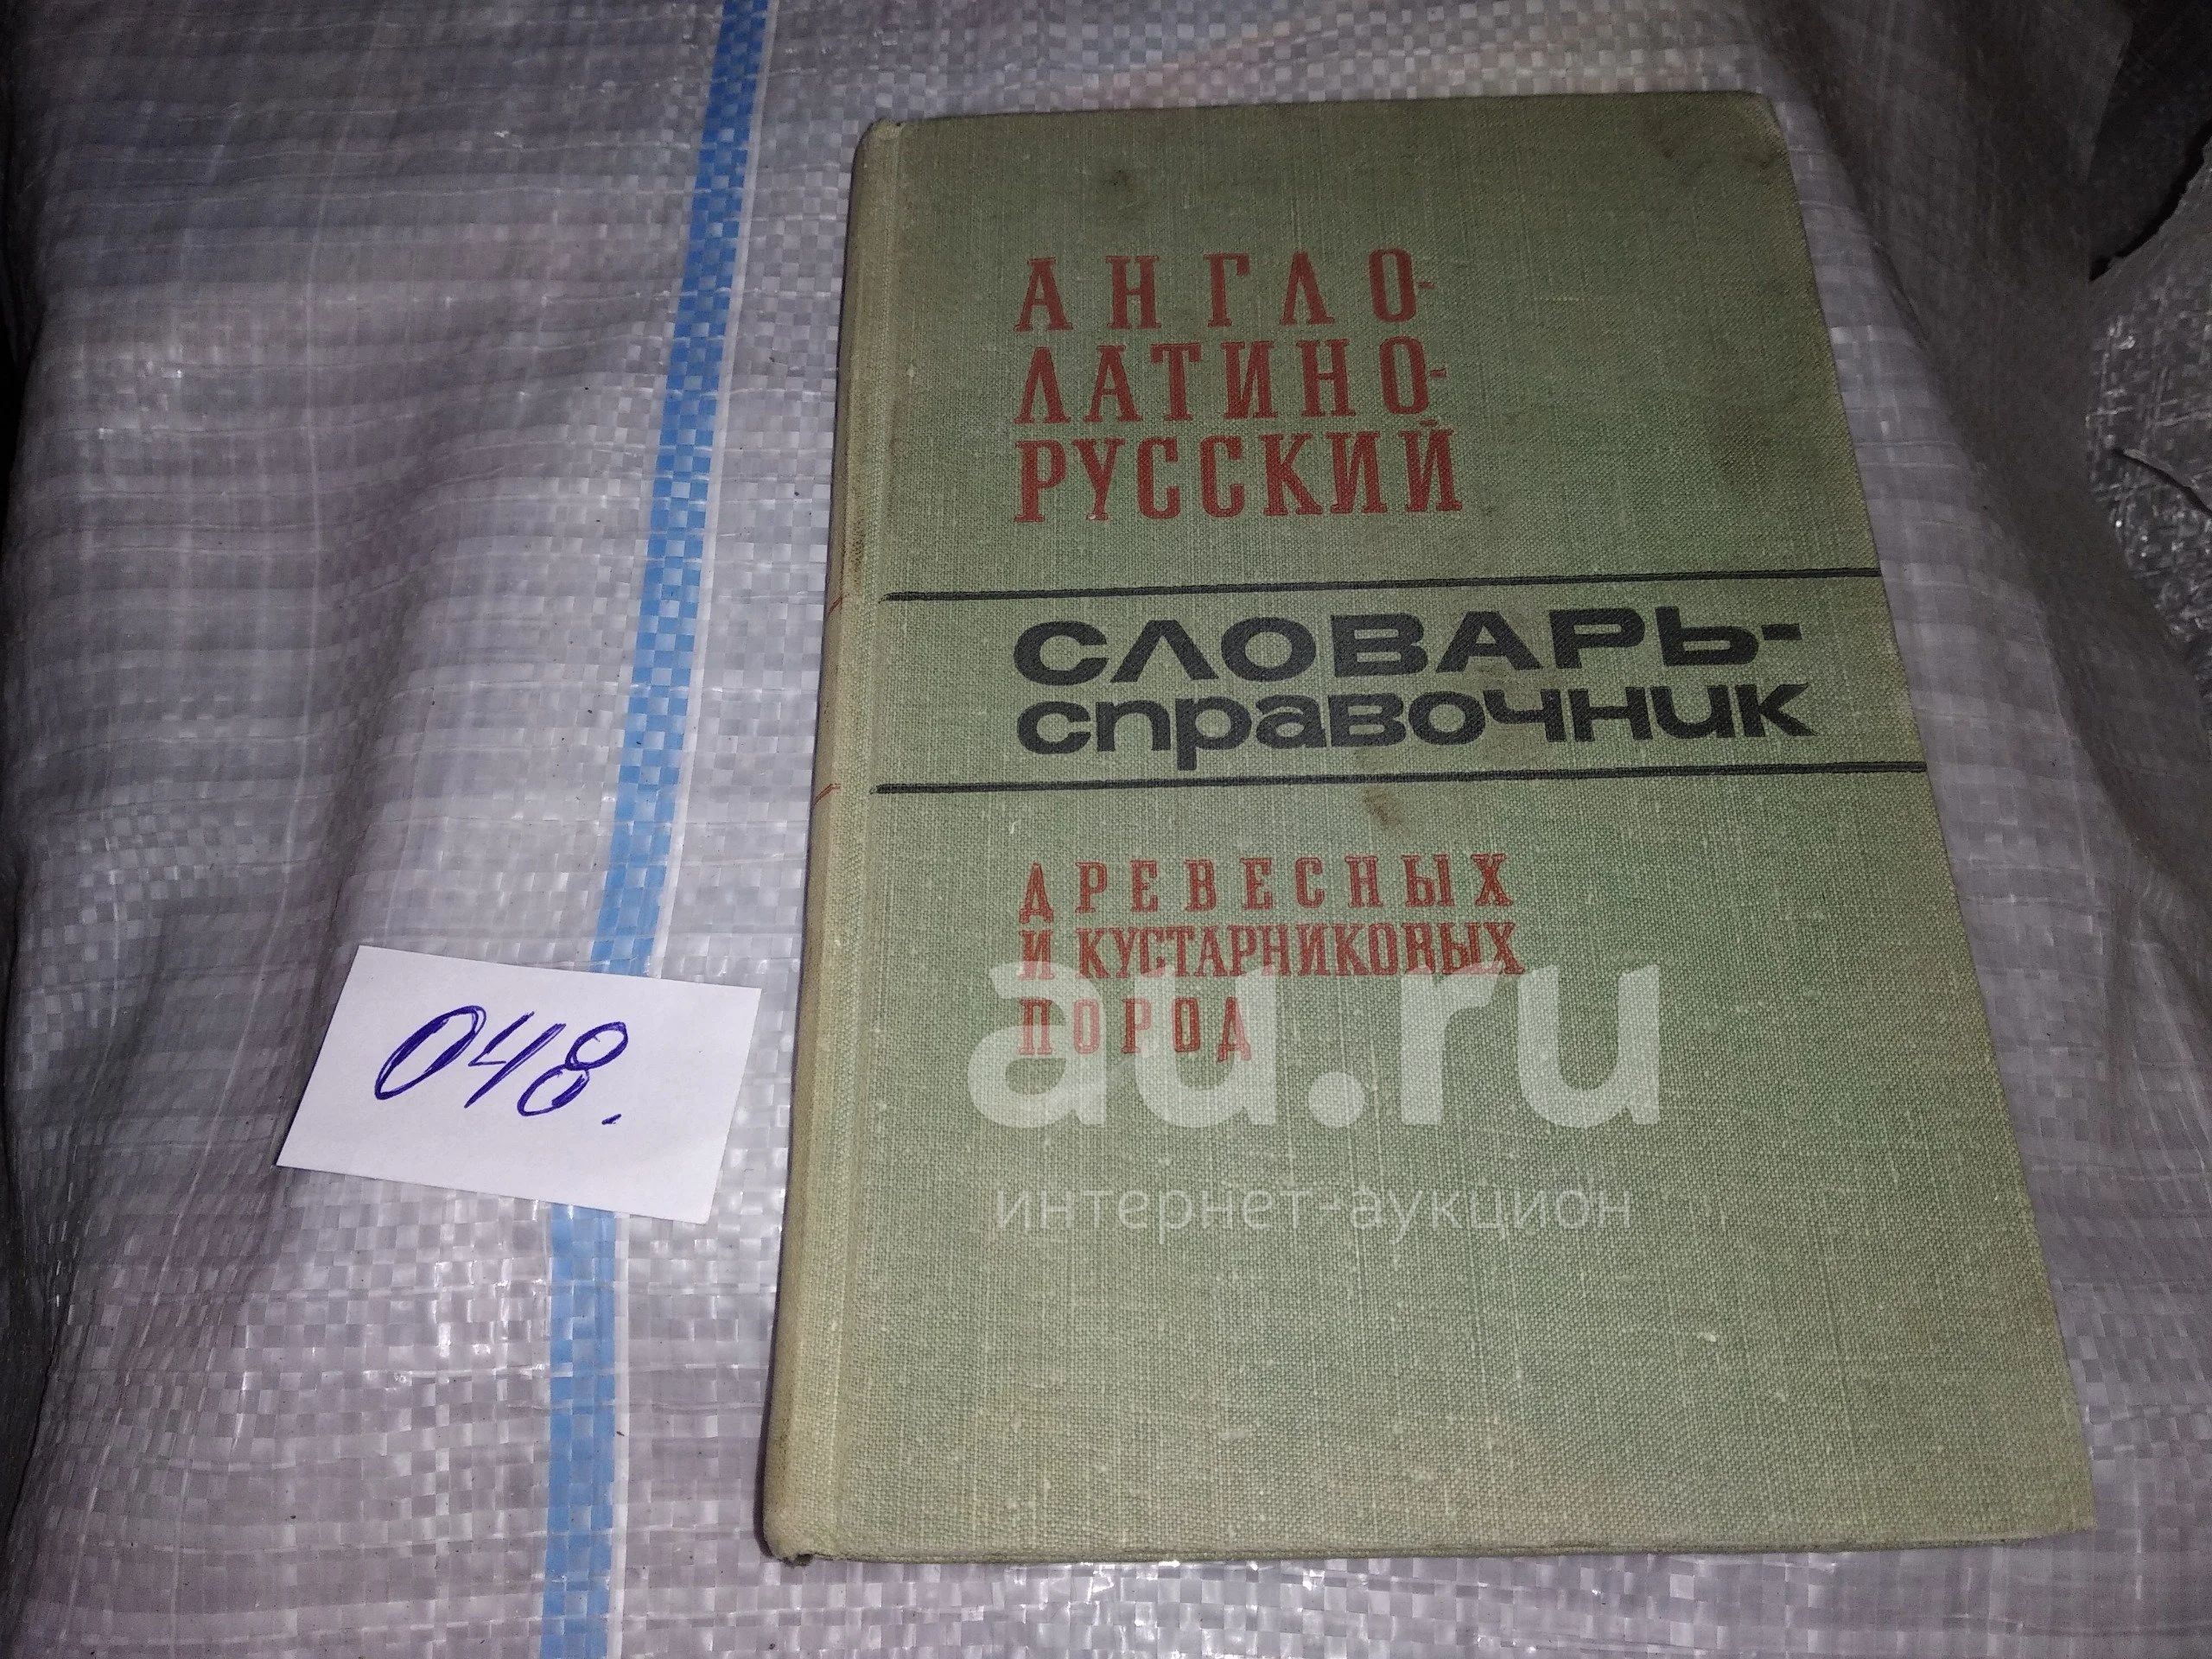 АНГЛО-
ЛАТИНО-
РУССКИЙ
СЛОВАРЬ-
справочник
ДРЕВЕСНЫХ
И КУСТАРНИКОВЫХ
ПОРОД
048.
au.ru
интернет-аукцион